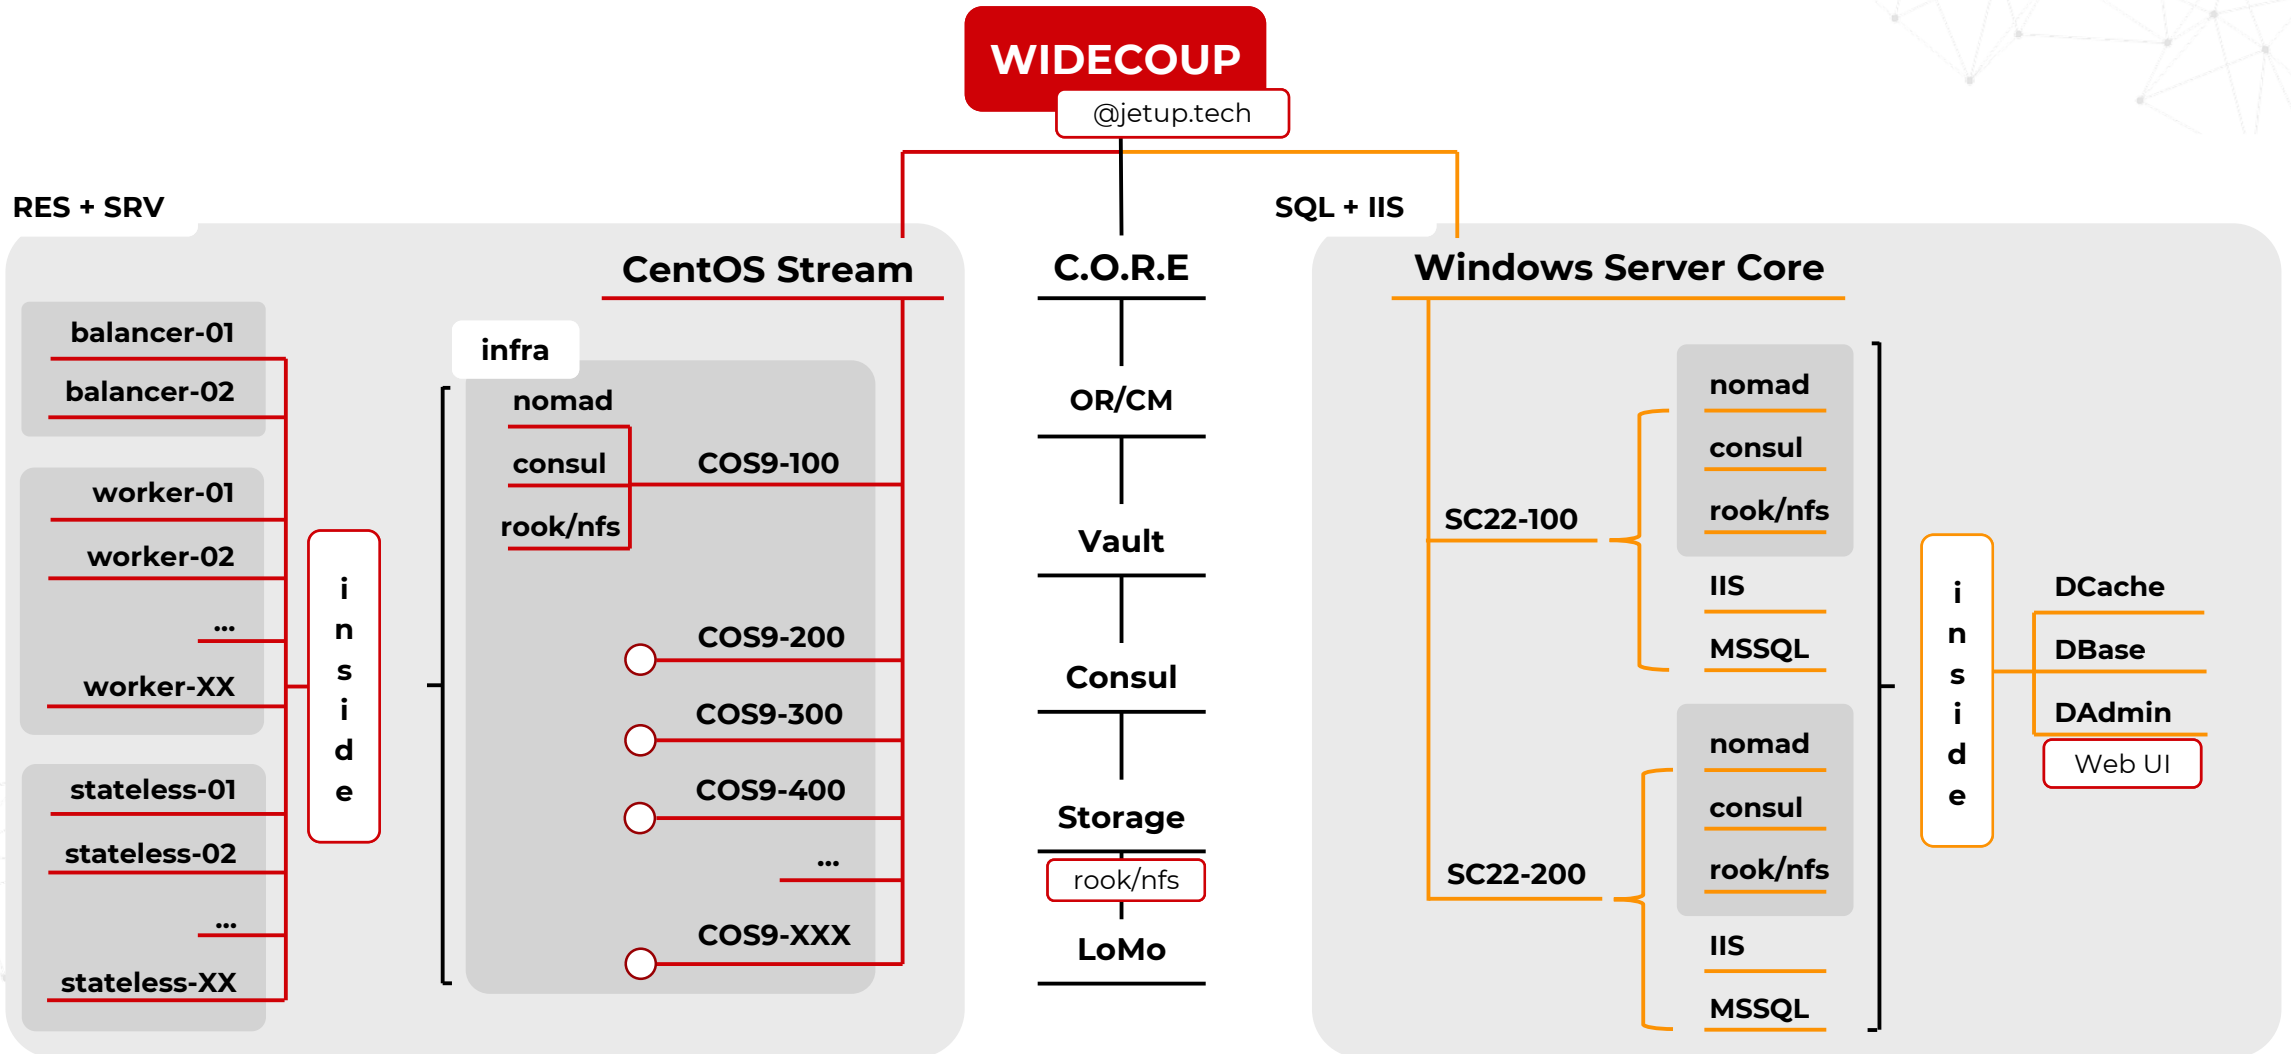 WIDECOUP
@jetup.tech
RES + SRV
CentOS Stream
balancer-01
balancer-02
worker-01
worker-02
...
worker-XX
stateless-01
stateless-02
...
stateless-XX
inside
infra
nomad
consul
rook/nfs
COS9-100
COS9-200
COS9-300
COS9-400
...
COS9-XXX
C.O.R.E
OR/CM
Vault
Consul
Storage
rook/nfs
LoMo
SQL + IIS
Windows Server Core
SC22-100
nomad
consul
rook/nfs
IIS
MSSQL
SC22-200
nomad
consul
rook/nfs
IIS
MSSQL
inside
DCache
DBase
DAdmin
Web UI